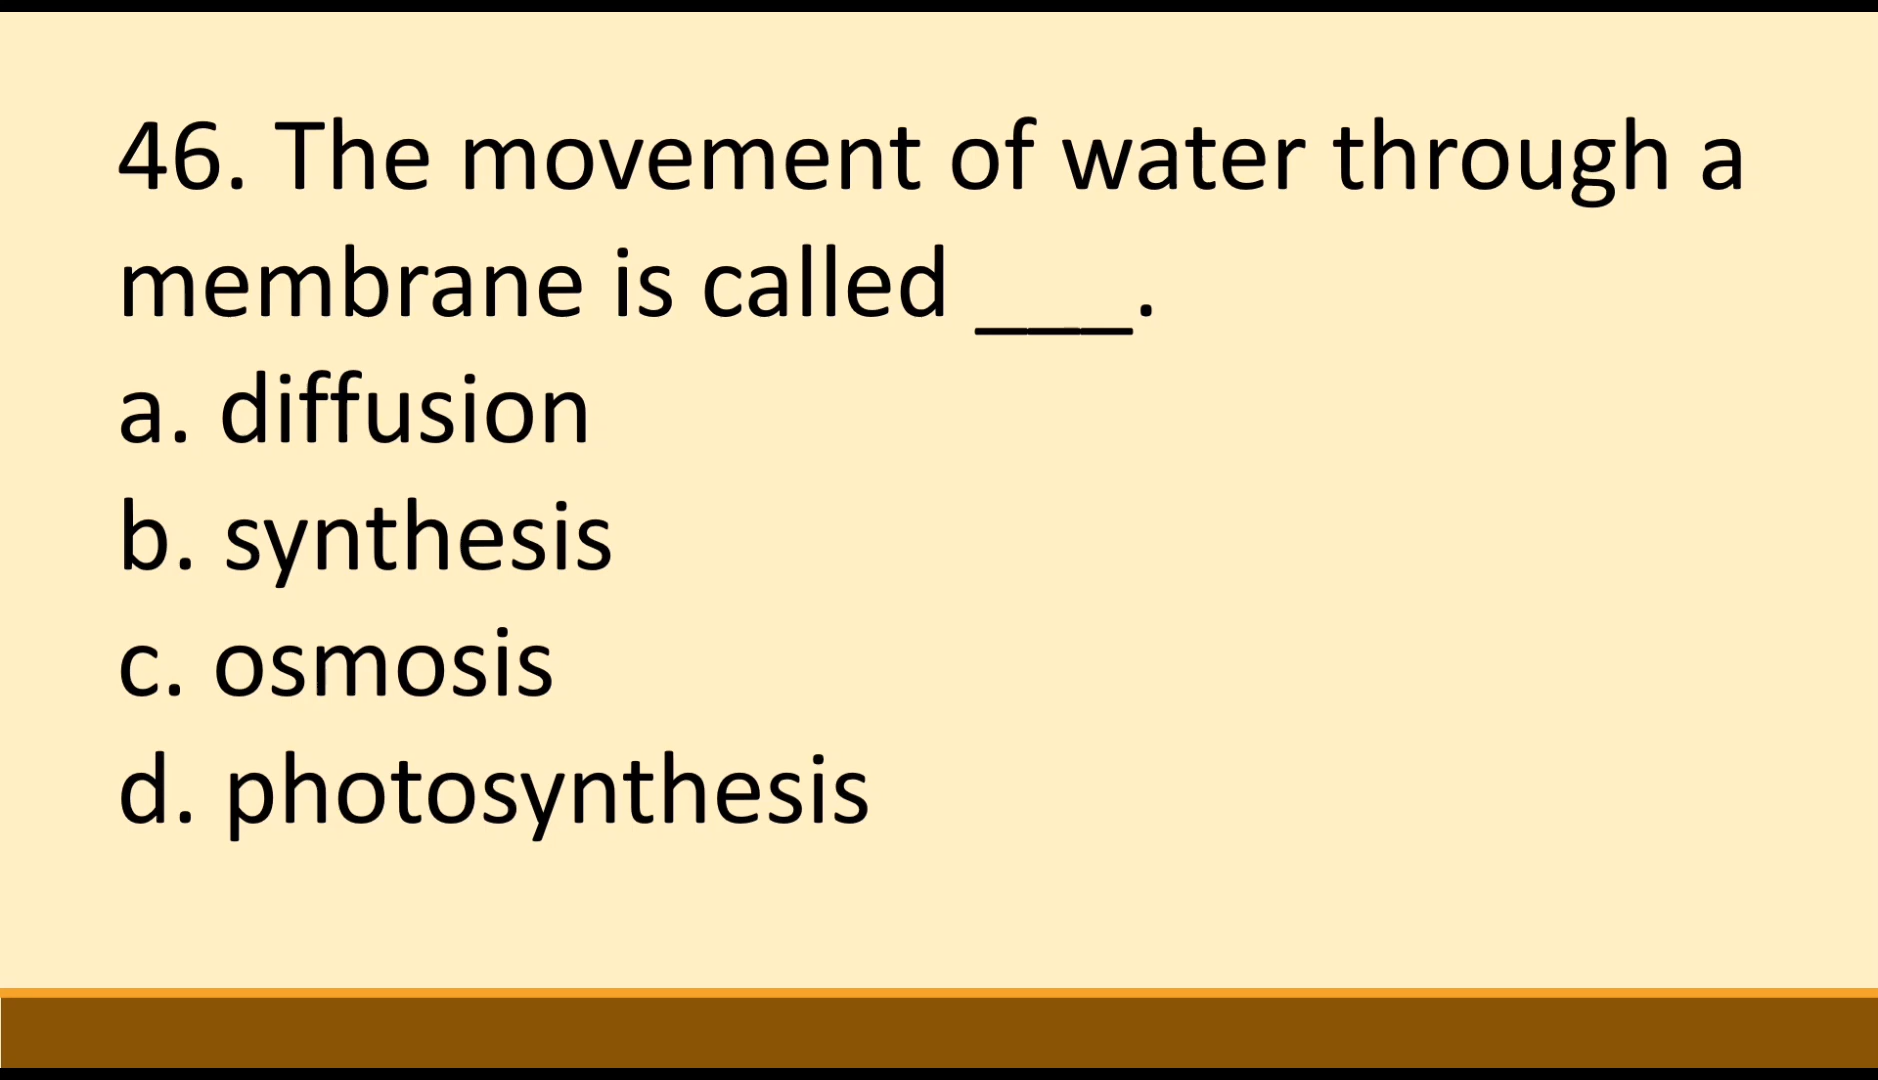 46. The movement of water through a
membrane is called ___.
a. diffusion
b. synthesis
c. osmosis
d. photosynthesis